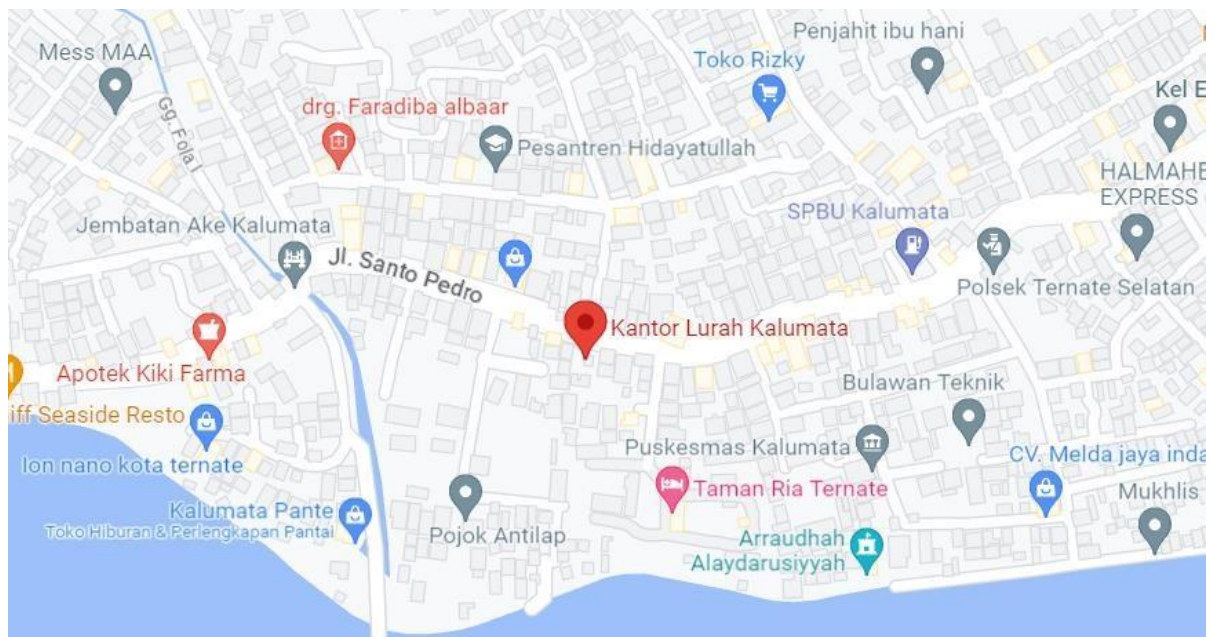 Mess MAA
Gg. Fola I
drg. Faradiba albaar
Pesantren Hidayatullah
Toko Rizky
Penjahit ibu hani
Kel E
HALMAHE
EXPRESS
SPBU Kalumata
Polsek Ternate Selatan
Jembatan Ake Kalumata
Jl. Santo Pedro
Kantor Lurah Kalumata
Apotek Kiki Farma
iff Seaside Resto
Ion nano kota ternate
Kalumata Pante
Toko Hiburan & Perlengkapan Pantai
Pojok Antilap
Bulawan Teknik
Puskesmas Kalumata
Taman Ria Ternate
CV. Melda jaya inda
Mukhlis
Arraudhah
Alaydarusiyyah